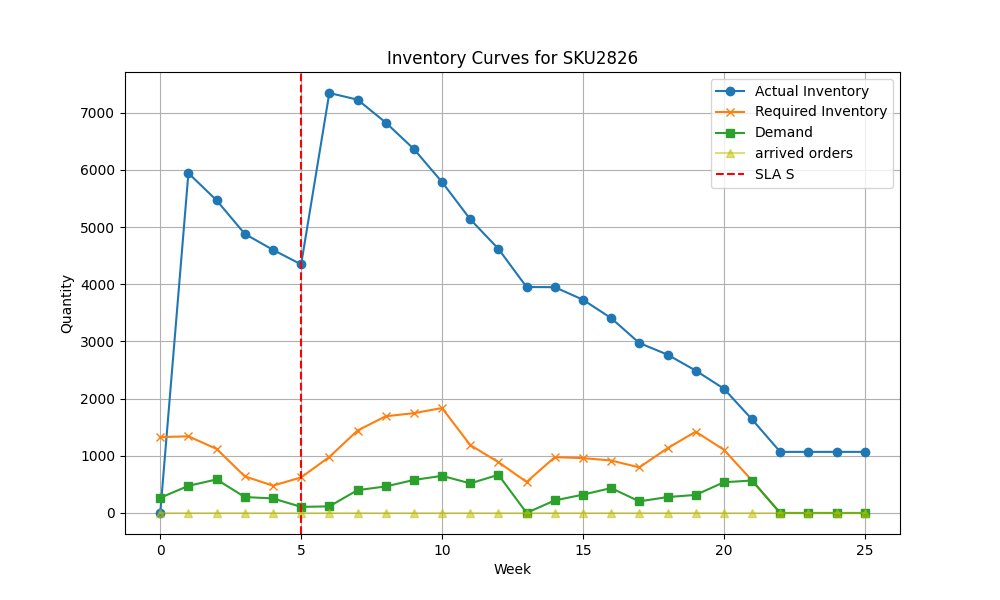 Inventory Curves for SKU2826
Actual Inventory
Required Inventory
Demand
arrived orders
SLA S
Quantity
7000
6000
5000
4000
3000
2000
1000
0
0 5 10 15 20 25
Week